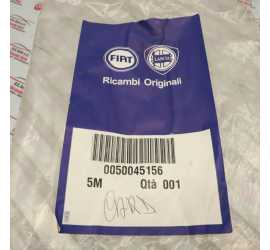 FIAT LANCIA
Ricambi Originali
0050045156
5M Qtà 001